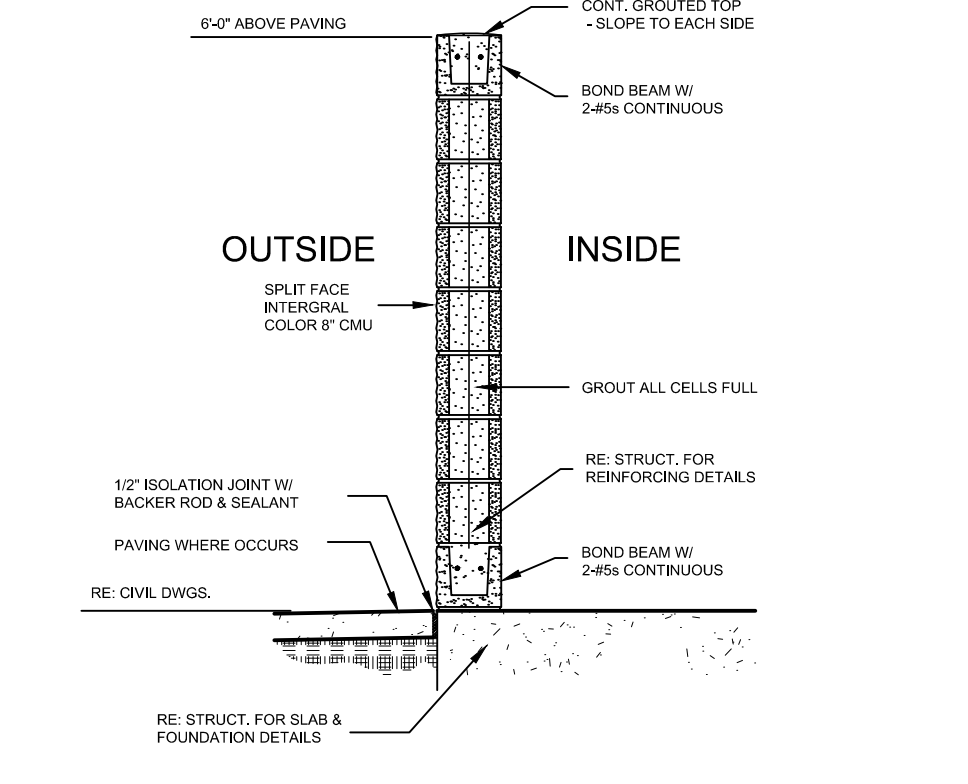 CONT. GROUTED TOP
- SLOPE TO EACH SIDE
6'-0" ABOVE PAVING
BOND BEAM W/
2-#5s CONTINUOUS
OUTSIDE
INSIDE
SPLIT FACE
INTERGRAL
COLOR 8" CMU
GROUT ALL CELLS FULL
RE: STRUCT. FOR
REINFORCING DETAILS
1/2" ISOLATION JOINT W/
BACKER ROD & SEALANT
PAVING WHERE OCCURS
BOND BEAM W/
2-#5s CONTINUOUS
RE: CIVIL DWGS.
RE: STRUCT. FOR SLAB &
FOUNDATION DETAILS